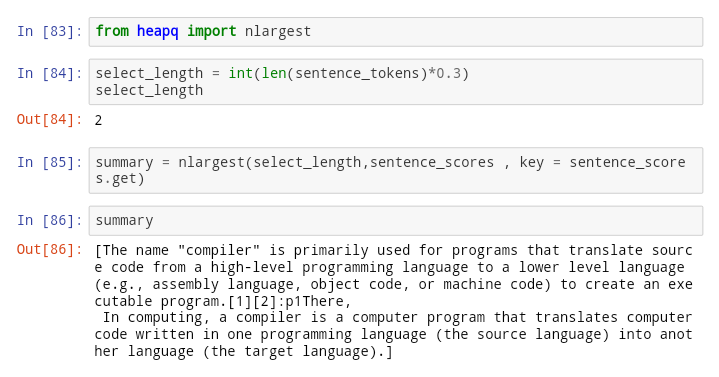 In [83]: from heapq import nlargest
In [84]: select_length = int(len(sentence_tokens)*0.3)
select_length
Out[84]: 2
In [85]: summary = nlargest(select_length,sentence_scores , key = sentence_score
s.get)
In [86]: summary
Out[86]: [The name "compiler" is primarily used for programs that translate sourc
e code from a high-level programming language to a lower level language
(e.g., assembly language, object code, or machine code) to create an exe
cutable program.[1][2]:p1There,
In computing, a compiler is a computer program that translates computer
code written in one programming language (the source language) into anot
her language (the target language).]